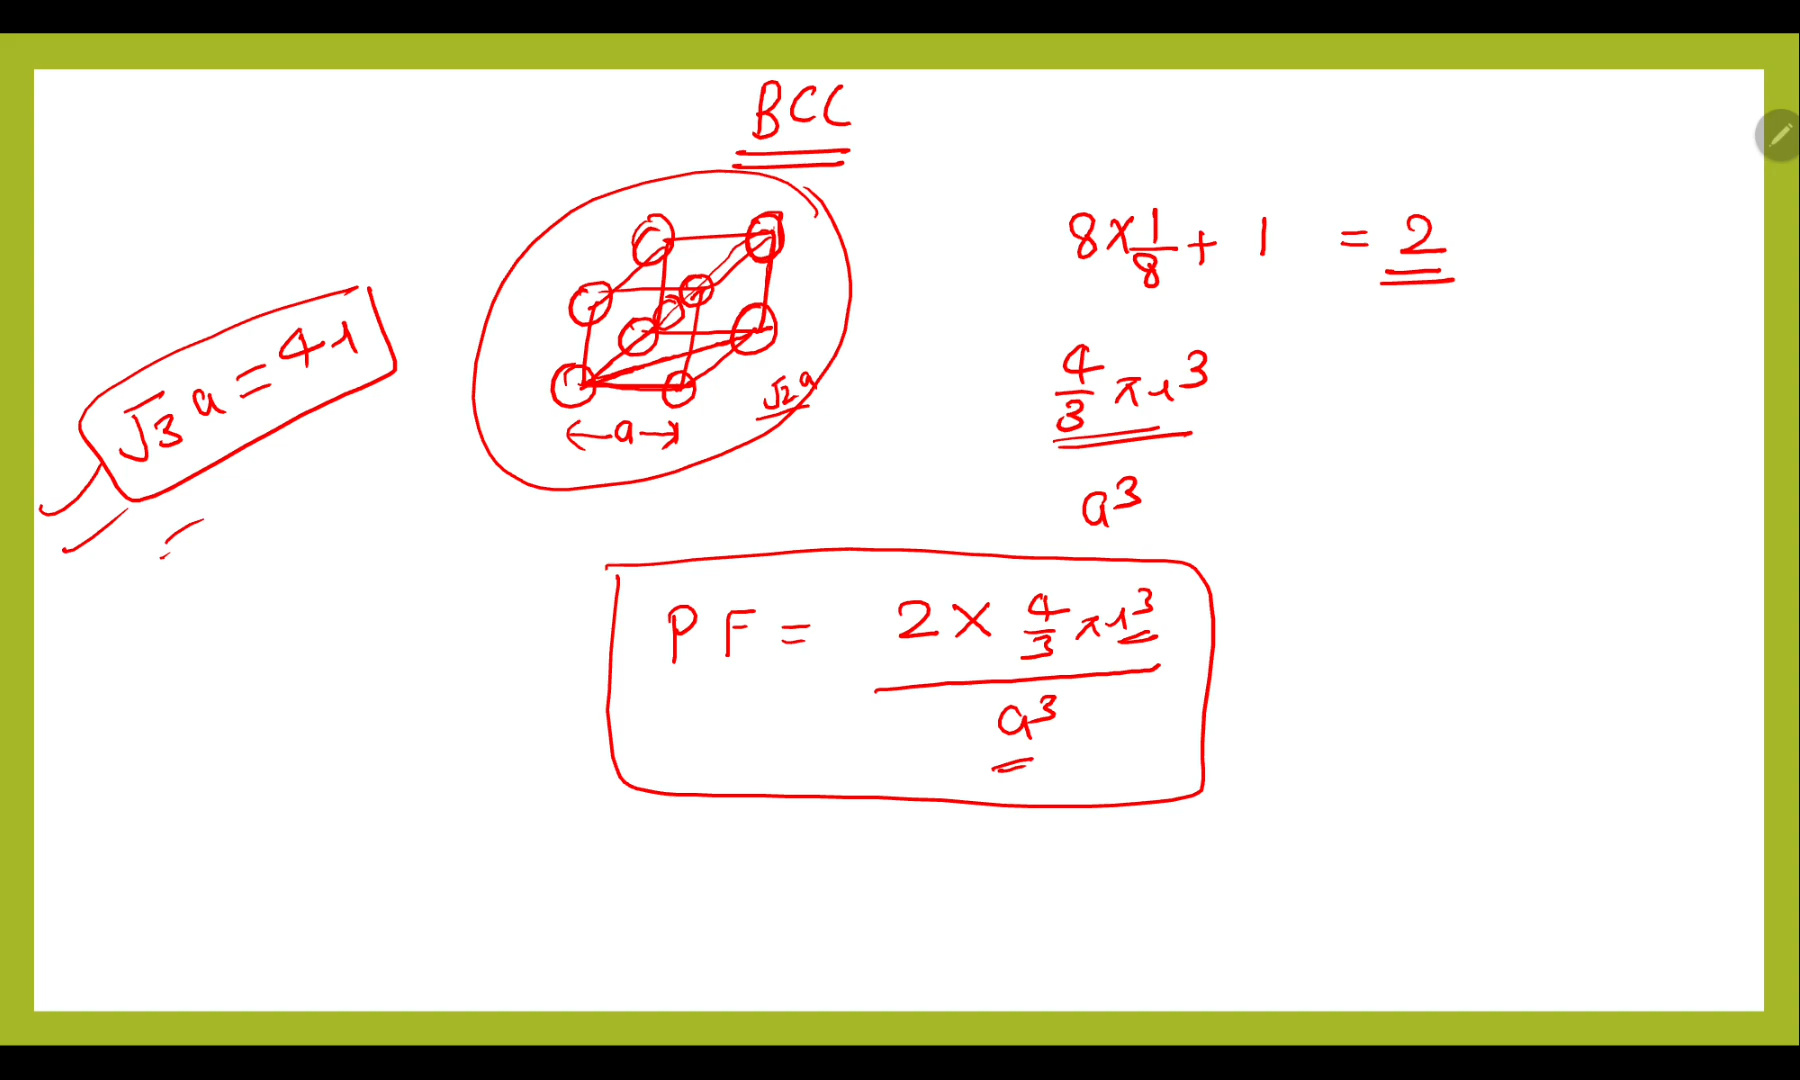 BCC
8 × 1/8 + 1 = 2
√3 a = 4r
4/3 πr³
√2 a
a
a³
PF = 2 × 4/3 πr³
a³